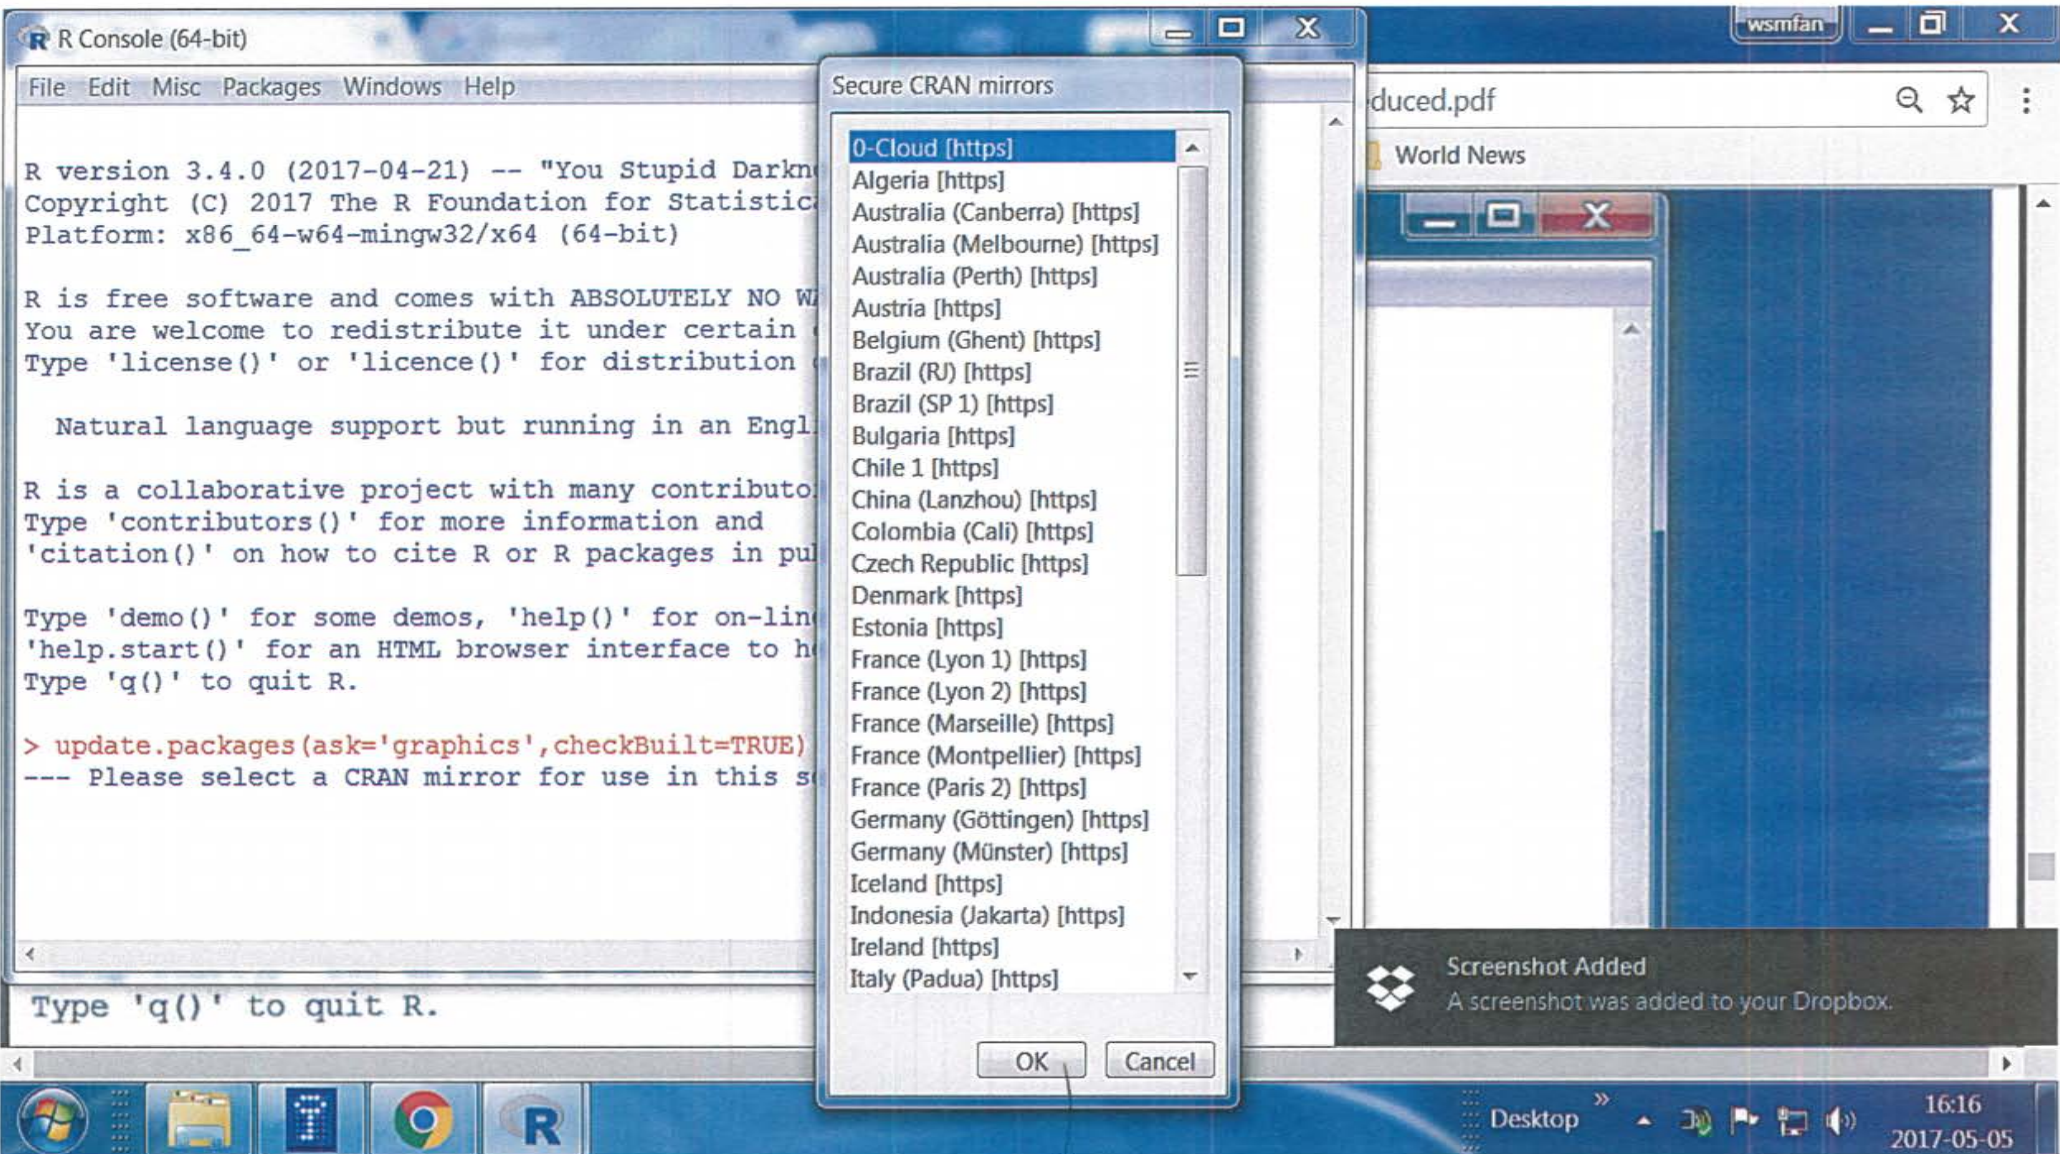 R Console (64-bit)
File Edit Misc Packages Windows Help
R version 3.4.0 (2017-04-21) -- "You Stupid
Copyright (C) 2017 The R Foundation for
Platform: x86_64-w64-mingw32/x64 (64-bit)
R is free software and comes with ABSOLUTELY NO
You are welcome to redistribute it under certain
Type 'license()' or 'licence()' for distribution
Natural language support but running in an
R is a collaborative project with many
Type 'contributors()' for more information and
'citation()' on how to cite R or R packages in
Type 'demo()' for some demos, 'help()' for
'help.start()' for an HTML browser interface to
Type 'q()' to quit R.
> update.packages(ask='graphics',checkBuilt=TRUE)
--- Please select a CRAN mirror for use in this
Type 'q()' to quit R.
Secure CRAN mirrors
0-Cloud [https]
Algeria [https]
Australia (Canberra) [https]
Australia (Melbourne) [https]
Australia (Perth) [https]
Austria [https]
Belgium (Ghent) [https]
Brazil (RJ) [https]
Brazil (SP 1) [https]
Bulgaria [https]
Chile 1 [https]
China (Lanzhou) [https]
Colombia (Cali) [https]
Czech Republic [https]
Denmark [https]
Estonia [https]
France (Lyon 1) [https]
France (Lyon 2) [https]
France (Marseille) [https]
France (Montpellier) [https]
France (Paris 2) [https]
Germany (Göttingen) [https]
Germany (Münster) [https]
Iceland [https]
Indonesia (Jakarta) [https]
Ireland [https]
Italy (Padua) [https]
OK Cancel
wsmfan
duced.pdf
World News
Screenshot Added
A screenshot was added to your Dropbox.
Desktop
16:16
2017-05-05